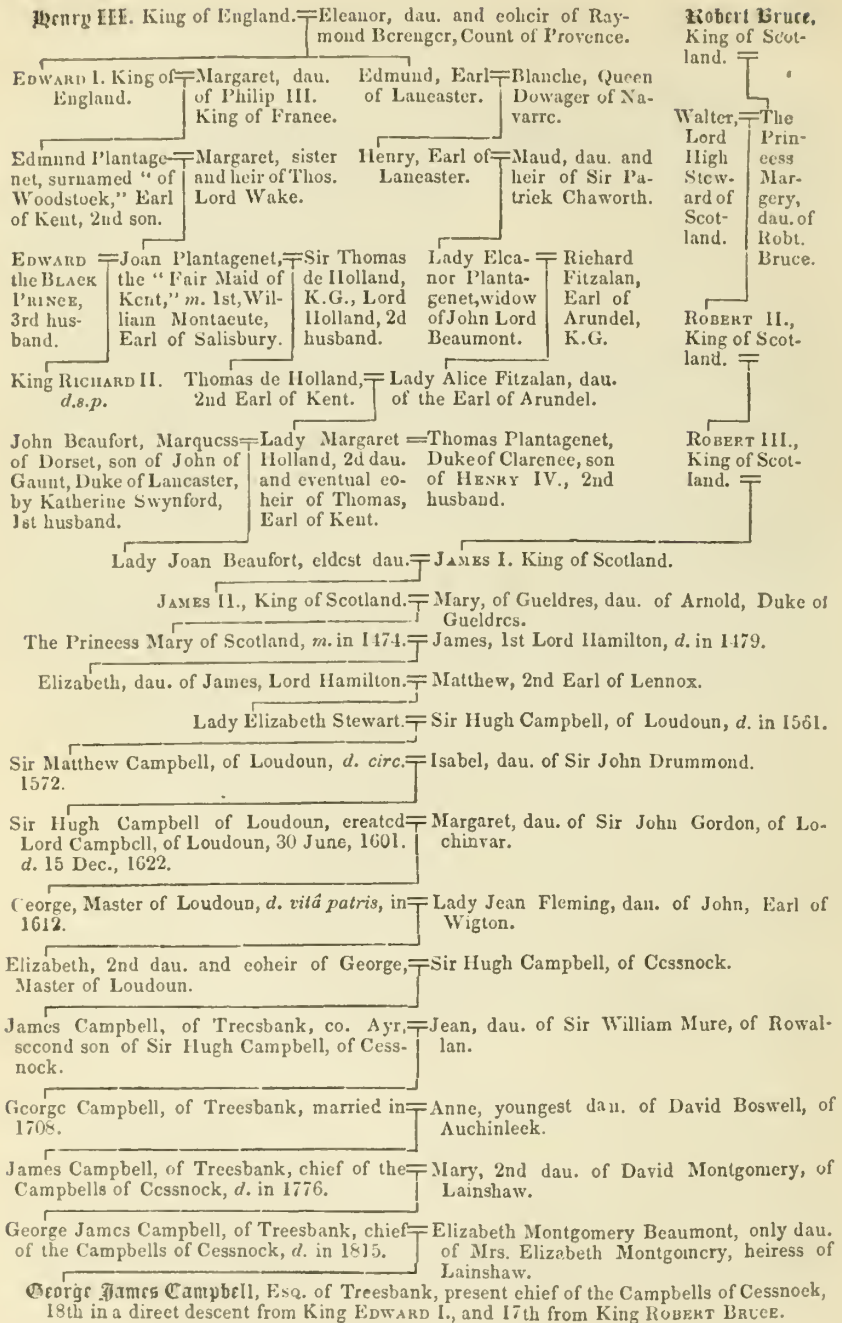 Henry III. King of England. Eleanor, dau. and coheir of Raymond Berenger, Count of Provence.
Robert Bruce, King of Scotland.
EDWARD I. King of England.
Margaret, dau. of Philip III. King of France.
Edmund, Earl of Lancaster.
Blanche, Queen Dowager of Navarre.
Walter, Lord High Steward of Scotland.
The Princess Margery, dau. of Robt. Bruce.
Edmund Plantagenet, surnamed "of Woodstock," Earl of Kent, 2nd son.
Margaret, sister and heir of Thos. Lord Wake.
Henry, Earl of Lancaster.
Maud, dau. and heir of Sir Patrick Chaworth.
EDWARD the BLACK PRINCE, 3rd husband.
Joan Plantagenet, the "Fair Maid of Kent," m. 1st, William Montacute, Earl of Salisbury.
Sir Thomas de Holland, K.G., Lord Holland, 2d husband.
Lady Eleanor Plantagenet, widow of John Lord Beaumont.
Richard Fitzalan, Earl of Arundel, K.G.
ROBERT II., King of Scotland.
King RICHARD II. d.s.p.
Thomas de Holland, 2nd Earl of Kent.
Lady Alice Fitzalan, dau. of the Earl of Arundel.
John Beaufort, Marquess of Dorset, son of John of Gaunt, Duke of Lancaster, by Katherine Swynford, 1st husband.
Lady Margaret Holland, 2d dau. and eventual coheir of Thomas, Earl of Kent.
Thomas Plantagenet, Duke of Clarence, son of HENRY IV., 2nd husband.
ROBERT III., King of Scotland.
Lady Joan Beaufort, eldest dau. JAMES I. King of Scotland.
JAMES II., King of Scotland. Mary, of Gueldres, dau. of Arnold, Duke of Gueldres.
The Princess Mary of Scotland, m. in 1474. James, 1st Lord Hamilton, d. in 1479.
Elizabeth, dau. of James, Lord Hamilton. Matthew, 2nd Earl of Lennox.
Lady Elizabeth Stewart. Sir Hugh Campbell, of Loudoun, d. in 1561.
Sir Matthew Campbell, of Loudoun, d. circ. 1572.
Isabel, dau. of Sir John Drummond.
Sir Hugh Campbell of Loudoun, created Lord Campbell, of Loudoun, 30 June, 1601. d. 15 Dec., 1622.
Margaret, dau. of Sir John Gordon, of Lochinvar.
George, Master of Loudoun, d. vitâ patris, in 1612.
Lady Jean Fleming, dau. of John, Earl of Wigton.
Elizabeth, 2nd dau. and coheir of George, Master of Loudoun.
Sir Hugh Campbell, of Cessnock.
James Campbell, of Treesbank, co. Ayr, second son of Sir Hugh Campbell, of Cessnock.
Jean, dau. of Sir William Mure, of Rowallan.
George Campbell, of Treesbank, married in 1708.
Anne, youngest dau. of David Boswell, of Auchinleek.
James Campbell, of Treesbank, chief of the Campbells of Cessnock, d. in 1776.
Mary, 2nd dau. of David Montgomery, of Lainshaw.
George James Campbell, of Treesbank, chief of the Campbells of Cessnock, d. in 1815.
Elizabeth Montgomery Beaumont, only dau. of Mrs. Elizabeth Montgomery, heiress of Lainshaw.
George James Campbell, ESQ. of Treesbank, present chief of the Campbells of Cessnock,
18th in a direct descent from King EDWARD I., and 17th from King ROBERT BRUCE.